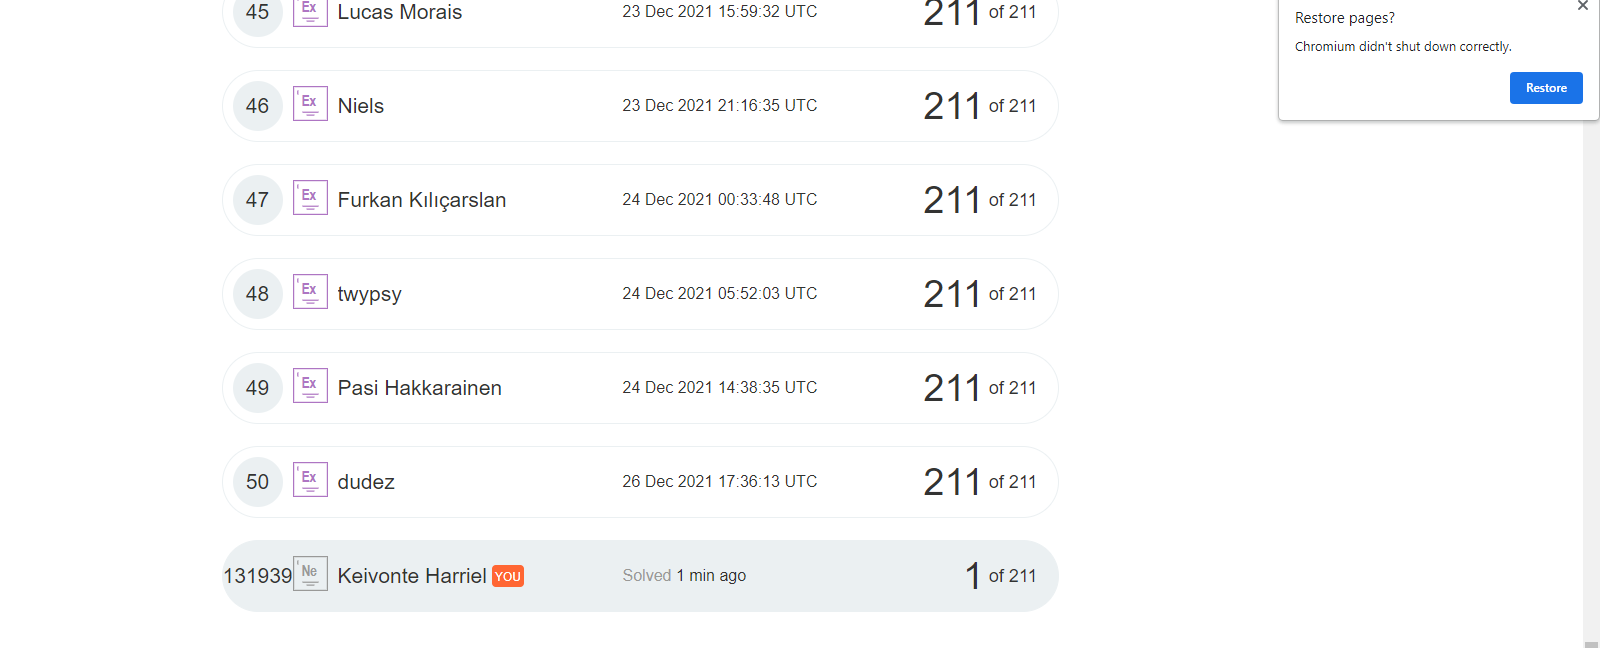 45 Ex Lucas Morais 23 Dec 2021 15:59:32 UTC 211 of 211
Restore pages?
Chromium didn't shut down correctly.
Restore
46 Ex Niels 23 Dec 2021 21:16:35 UTC 211 of 211
47 Ex Furkan Kılıçarslan 24 Dec 2021 00:33:48 UTC 211 of 211
48 Ex twypsy 24 Dec 2021 05:52:03 UTC 211 of 211
49 Ex Pasi Hakkarainen 24 Dec 2021 14:38:35 UTC 211 of 211
50 Ex dudez 26 Dec 2021 17:36:13 UTC 211 of 211
131939 Ne Keivonte Harriel YOU Solved 1 min ago 1 of 211